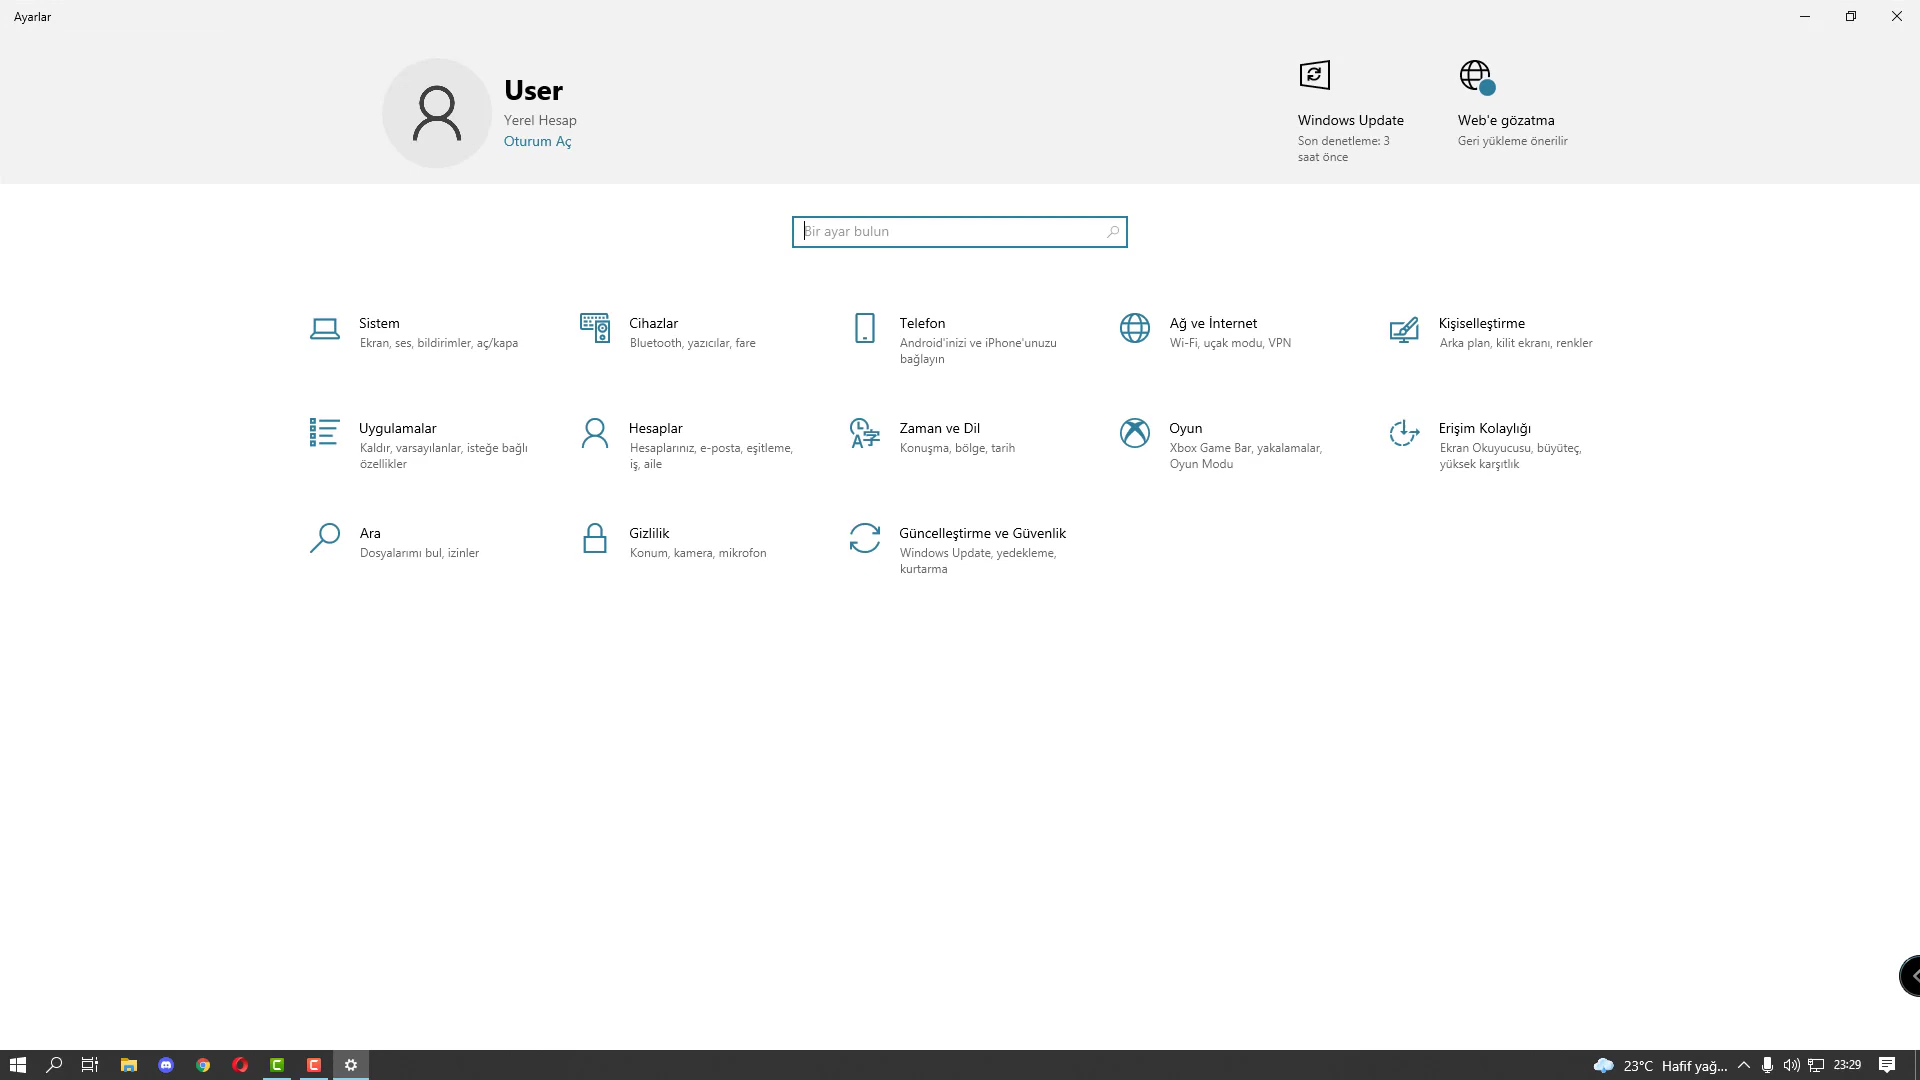 Ayarlar
User
Yerel Hesap
Oturum Aç
Windows Update
Son denetleme: 3
saat önce
Web'e gözatma
Geri yükleme önerilir
Bir ayar bulun
Sistem
Ekran, ses, bildirimler, aç/kapa
Cihazlar
Bluetooth, yazıcılar, fare
Telefon
Android'inizi ve iPhone'unuzu
bağlayın
Ağ ve İnternet
Wi-Fi, uçak modu, VPN
Kişiselleştirme
Arka plan, kilit ekranı, renkler
Uygulamalar
Kaldır, varsayılanlar, isteğe bağlı
özellikler
Hesaplar
Hesaplarınız, e-posta, eşitleme,
iş, aile
Zaman ve Dil
Konuşma, bölge, tarih
Oyun
Xbox Game Bar, yakalamalar,
Oyun Modu
Erişim Kolaylığı
Ekran Okuyucusu, büyüteç,
yüksek karşıtlık
Ara
Dosyalarımı bul, izinler
Gizlilik
Konum, kamera, mikrofon
Güncelleştirme ve Güvenlik
Windows Update, yedekleme,
kurtarma
23°C Hafif yağ... 23:29